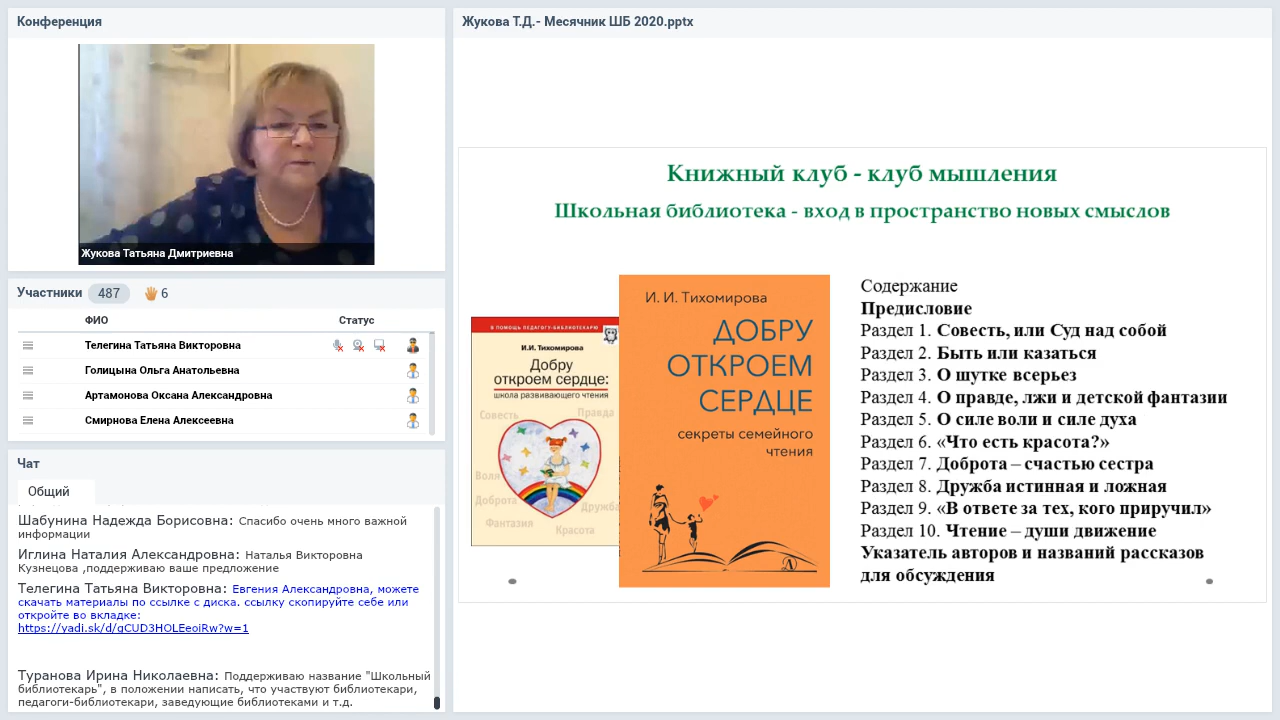 Конференция
Жукова Татьяна Дмитриевна
Участники 487 6
ФИО Статус
Телегина Татьяна Викторовна
Голицына Ольга Анатольевна
Артамонова Оксана Александровна
Смирнова Елена Алексеевна
Чат
Общий
Шабунина Надежда Борисовна: Спасибо очень много важной
информации
Иглина Наталия Александровна: Наталья Викторовна
Кузнецова ,поддерживаю ваше предложение
Телегина Татьяна Викторовна: Евгения Александровна, можете
скачать материалы по ссылке с диска. ссылку скопируйте себе или
откройте во вкладке:
https://yadi.sk/d/gCUD3HOLEeoiRw?w=1
Туранова Ирина Николаевна: Поддерживаю название "Школьный
библиотекарь", в положении написать, что участвуют библиотекари,
педагоги-библиотекари, заведующие библиотеками и т.д.
Жукова Т.Д.- Месячник ШБ 2020.pptx
Книжный клуб - клуб мышления
Школьная библиотека - вход в пространство новых смыслов
В ПОМОЩЬ ПЕДАГОГУ-БИБЛИОТЕКАРЮ
И.И. Тихомирова
Добру
откроем сердце:
школа развивающего чтения
Совесть Правда
Воля
Доброта Дружба
Фантазия
Красота
И. И. Тихомирова
ДОБРУ
ОТКРОЕМ
СЕРДЦЕ
секреты семейного
чтения
Содержание
Предисловие
Раздел 1. Совесть, или Суд над собой
Раздел 2. Быть или казаться
Раздел 3. О шутке всерьез
Раздел 4. О правде, лжи и детской фантазии
Раздел 5. О силе воли и силе духа
Раздел 6. «Что есть красота?»
Раздел 7. Доброта – счастью сестра
Раздел 8. Дружба истинная и ложная
Раздел 9. «В ответе за тех, кого приручил»
Раздел 10. Чтение – души движение
Указатель авторов и названий рассказов
для обсуждения